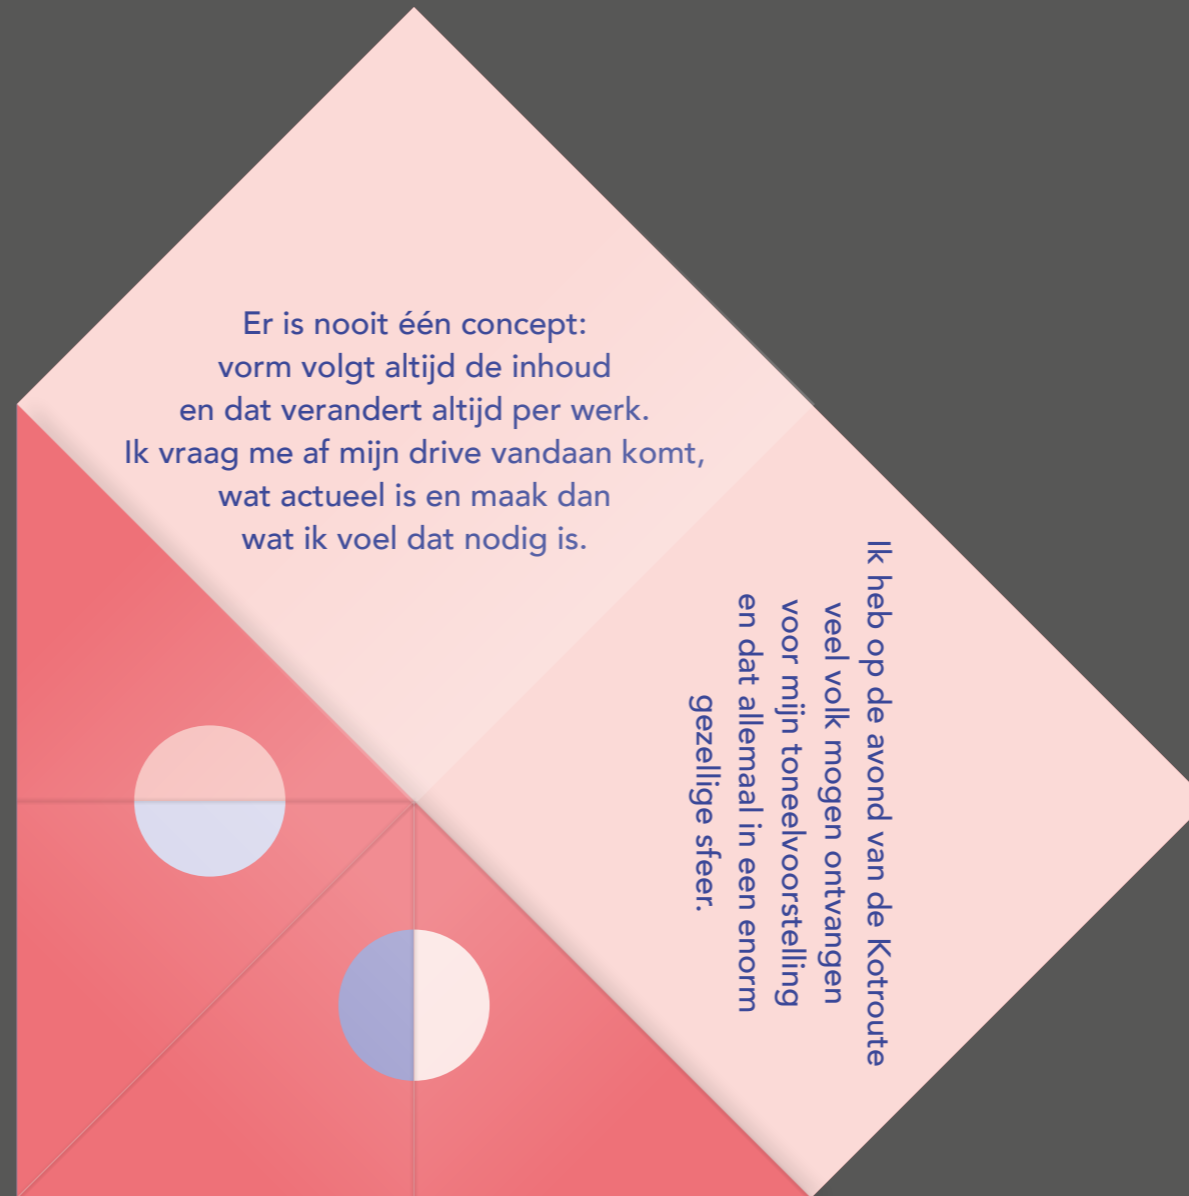 Er is nooit één concept:
vorm volgt altijd de inhoud
en dat verandert altijd per werk.
Ik vraag me af mijn drive vandaan komt,
wat actueel is en maak dan
wat ik voel dat nodig is.
Ik heb op de avond van de Kotroute
veel volk mogen ontvangen
voor mijn toneelvoorstelling
en dat allemaal in een enorm
gezellige sfeer.